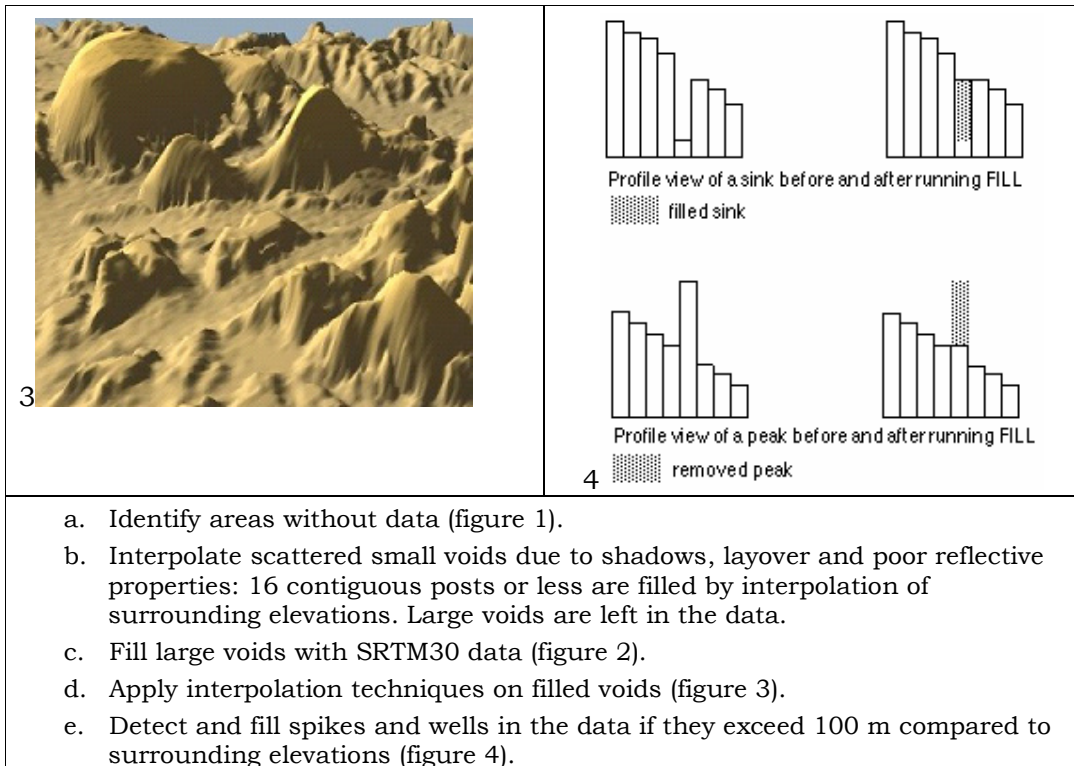 3
Profile view of a sink before and after running FILL
filled sink
Profile view of a peak before and after running FILL
removed peak
4
a. Identify areas without data (figure 1).
b. Interpolate scattered small voids due to shadows, layover and poor reflective
properties: 16 contiguous posts or less are filled by interpolation of
surrounding elevations. Large voids are left in the data.
c. Fill large voids with SRTM30 data (figure 2).
d. Apply interpolation techniques on filled voids (figure 3).
e. Detect and fill spikes and wells in the data if they exceed 100 m compared to
surrounding elevations (figure 4).